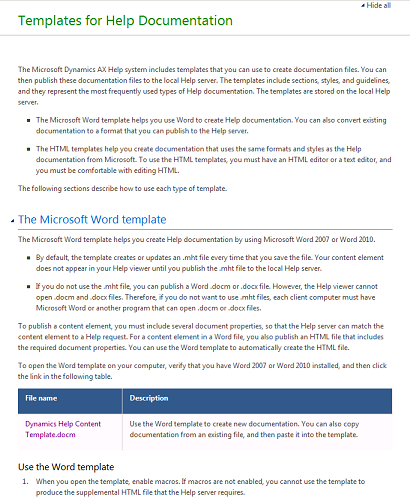 Hide all
Templates for Help Documentation
The Microsoft Dynamics AX Help system includes templates that you can use to create documentation files. You can
then publish these documentation files to the local Help server. The templates include sections, styles, and guidelines,
and they represent the most frequently used types of Help documentation. The templates are stored on the local Help
server.
The Microsoft Word template helps you use Word to create Help documentation. You can also convert existing
documentation to a format that you can publish to the Help server.
The HTML templates help you create documentation that uses the same formats and styles as the Help
documentation from Microsoft. To use the HTML templates, you must have an HTML editor or a text editor, and
you must be comfortable with editing HTML.
The following sections describe how to use each type of template.
The Microsoft Word template
The Microsoft Word template helps you create Help documentation by using Microsoft Word 2007 or Word 2010.
By default, the template creates or updates an .mht file every time that you save the file. Your content element
does not appear in your Help viewer until you publish the .mht file to the local Help server.
If you do not use the .mht file, you can publish a Word .docm or .docx file. However, the Help viewer cannot
open .docm and .docx files. Therefore, if you do not want to use .mht files, each client computer must have
Microsoft Word or another program that can open .docm or .docx files.
To publish a content element, you must include several document properties, so that the Help server can match the
content element to a Help request. For a content element in a Word file, you also publish an HTML file that includes
the required document properties. You can use the Word template to automatically create the HTML file.
To open the Word template on your computer, verify that you have Word 2007 or Word 2010 installed, and then click
the link in the following table.
File name Description
Dynamics Help Content Use the Word template to create new documentation. You can also copy
Template.docm documentation from an existing file, and then paste it into the template.
Use the Word template
1. When you open the template, enable macros. If macros are not enabled, you cannot use the template to
produce the supplemental HTML file that the Help server requires.